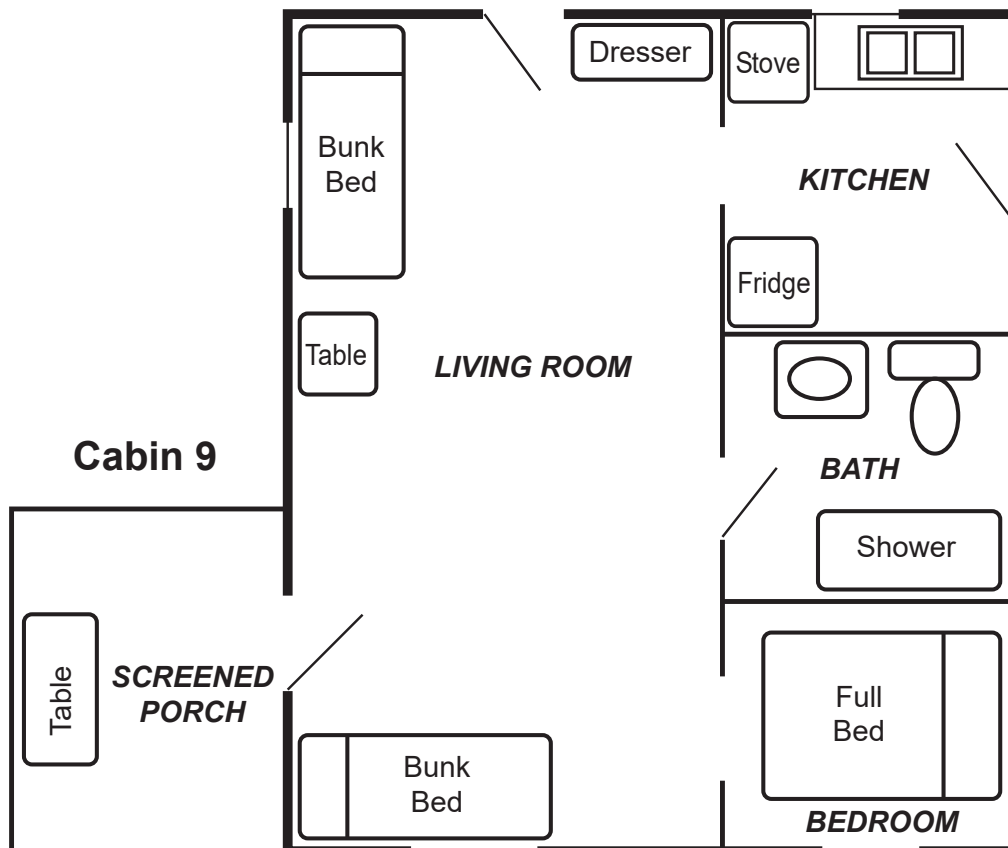 Dresser
Stove
Bunk
Bed
KITCHEN
Fridge
Table
LIVING ROOM
Cabin 9
BATH
Shower
Table
SCREENED
PORCH
Full
Bed
Bunk
Bed
BEDROOM